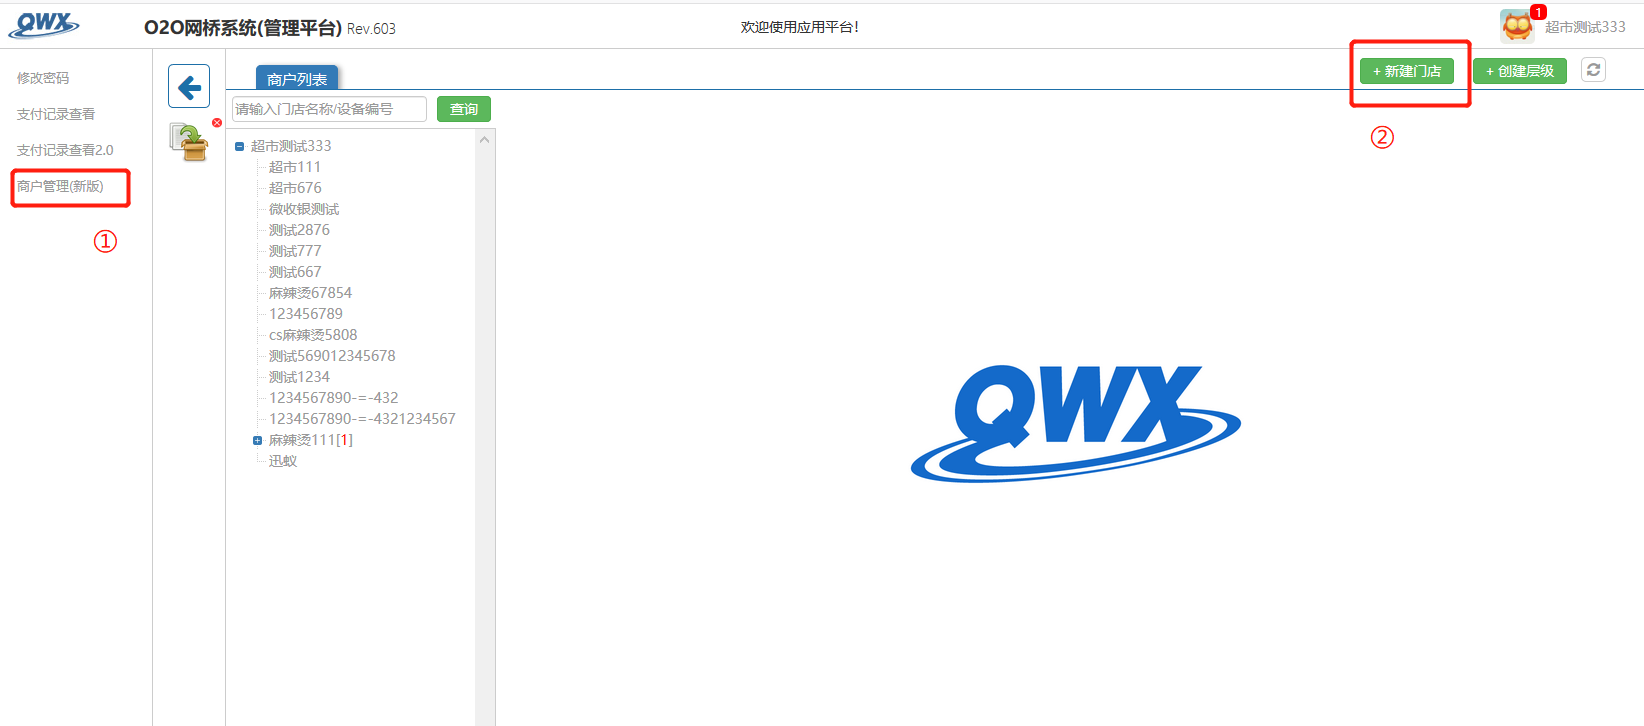 QWX
O2O网桥系统(管理平台) Rev.603
欢迎使用应用平台!
1
超市测试333
修改密码
支付记录查看
支付记录查看2.0
商户管理(新版)
①
商户列表
+ 新建门店
+ 创建层级
②
请输入门店名称/设备编号
查询
超市测试333
超市111
超市676
微收银测试
测试2876
测试777
测试667
麻辣烫67854
123456789
cs麻辣烫5808
测试569012345678
测试1234
1234567890-=-432
1234567890-=-4321234567
麻辣烫111[1]
迅蚁
QWX